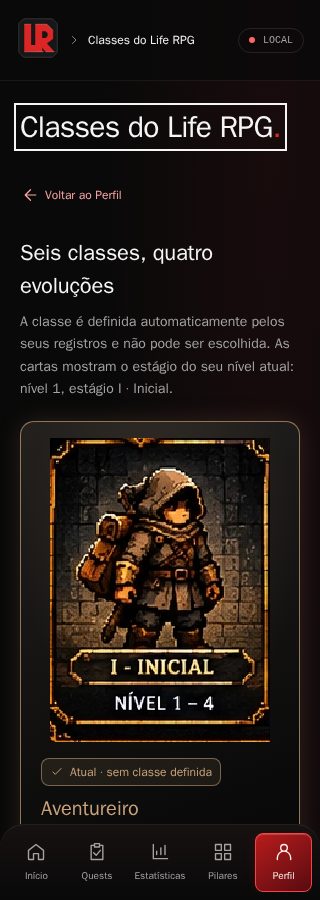 LR
Classes do Life RPG
LOCAL
Classes do Life RPG.
Voltar ao Perfil
Seis classes, quatro
evoluções
A classe é definida automaticamente pelos
seus registros e não pode ser escolhida. As
cartas mostram o estágio do seu nível atual:
nível 1, estágio I · Inicial.
I - INICIAL
NÍVEL 1 – 4
Atual · sem classe definida
Aventureiro
Início
Quests
Estatísticas
Pilares
Perfil